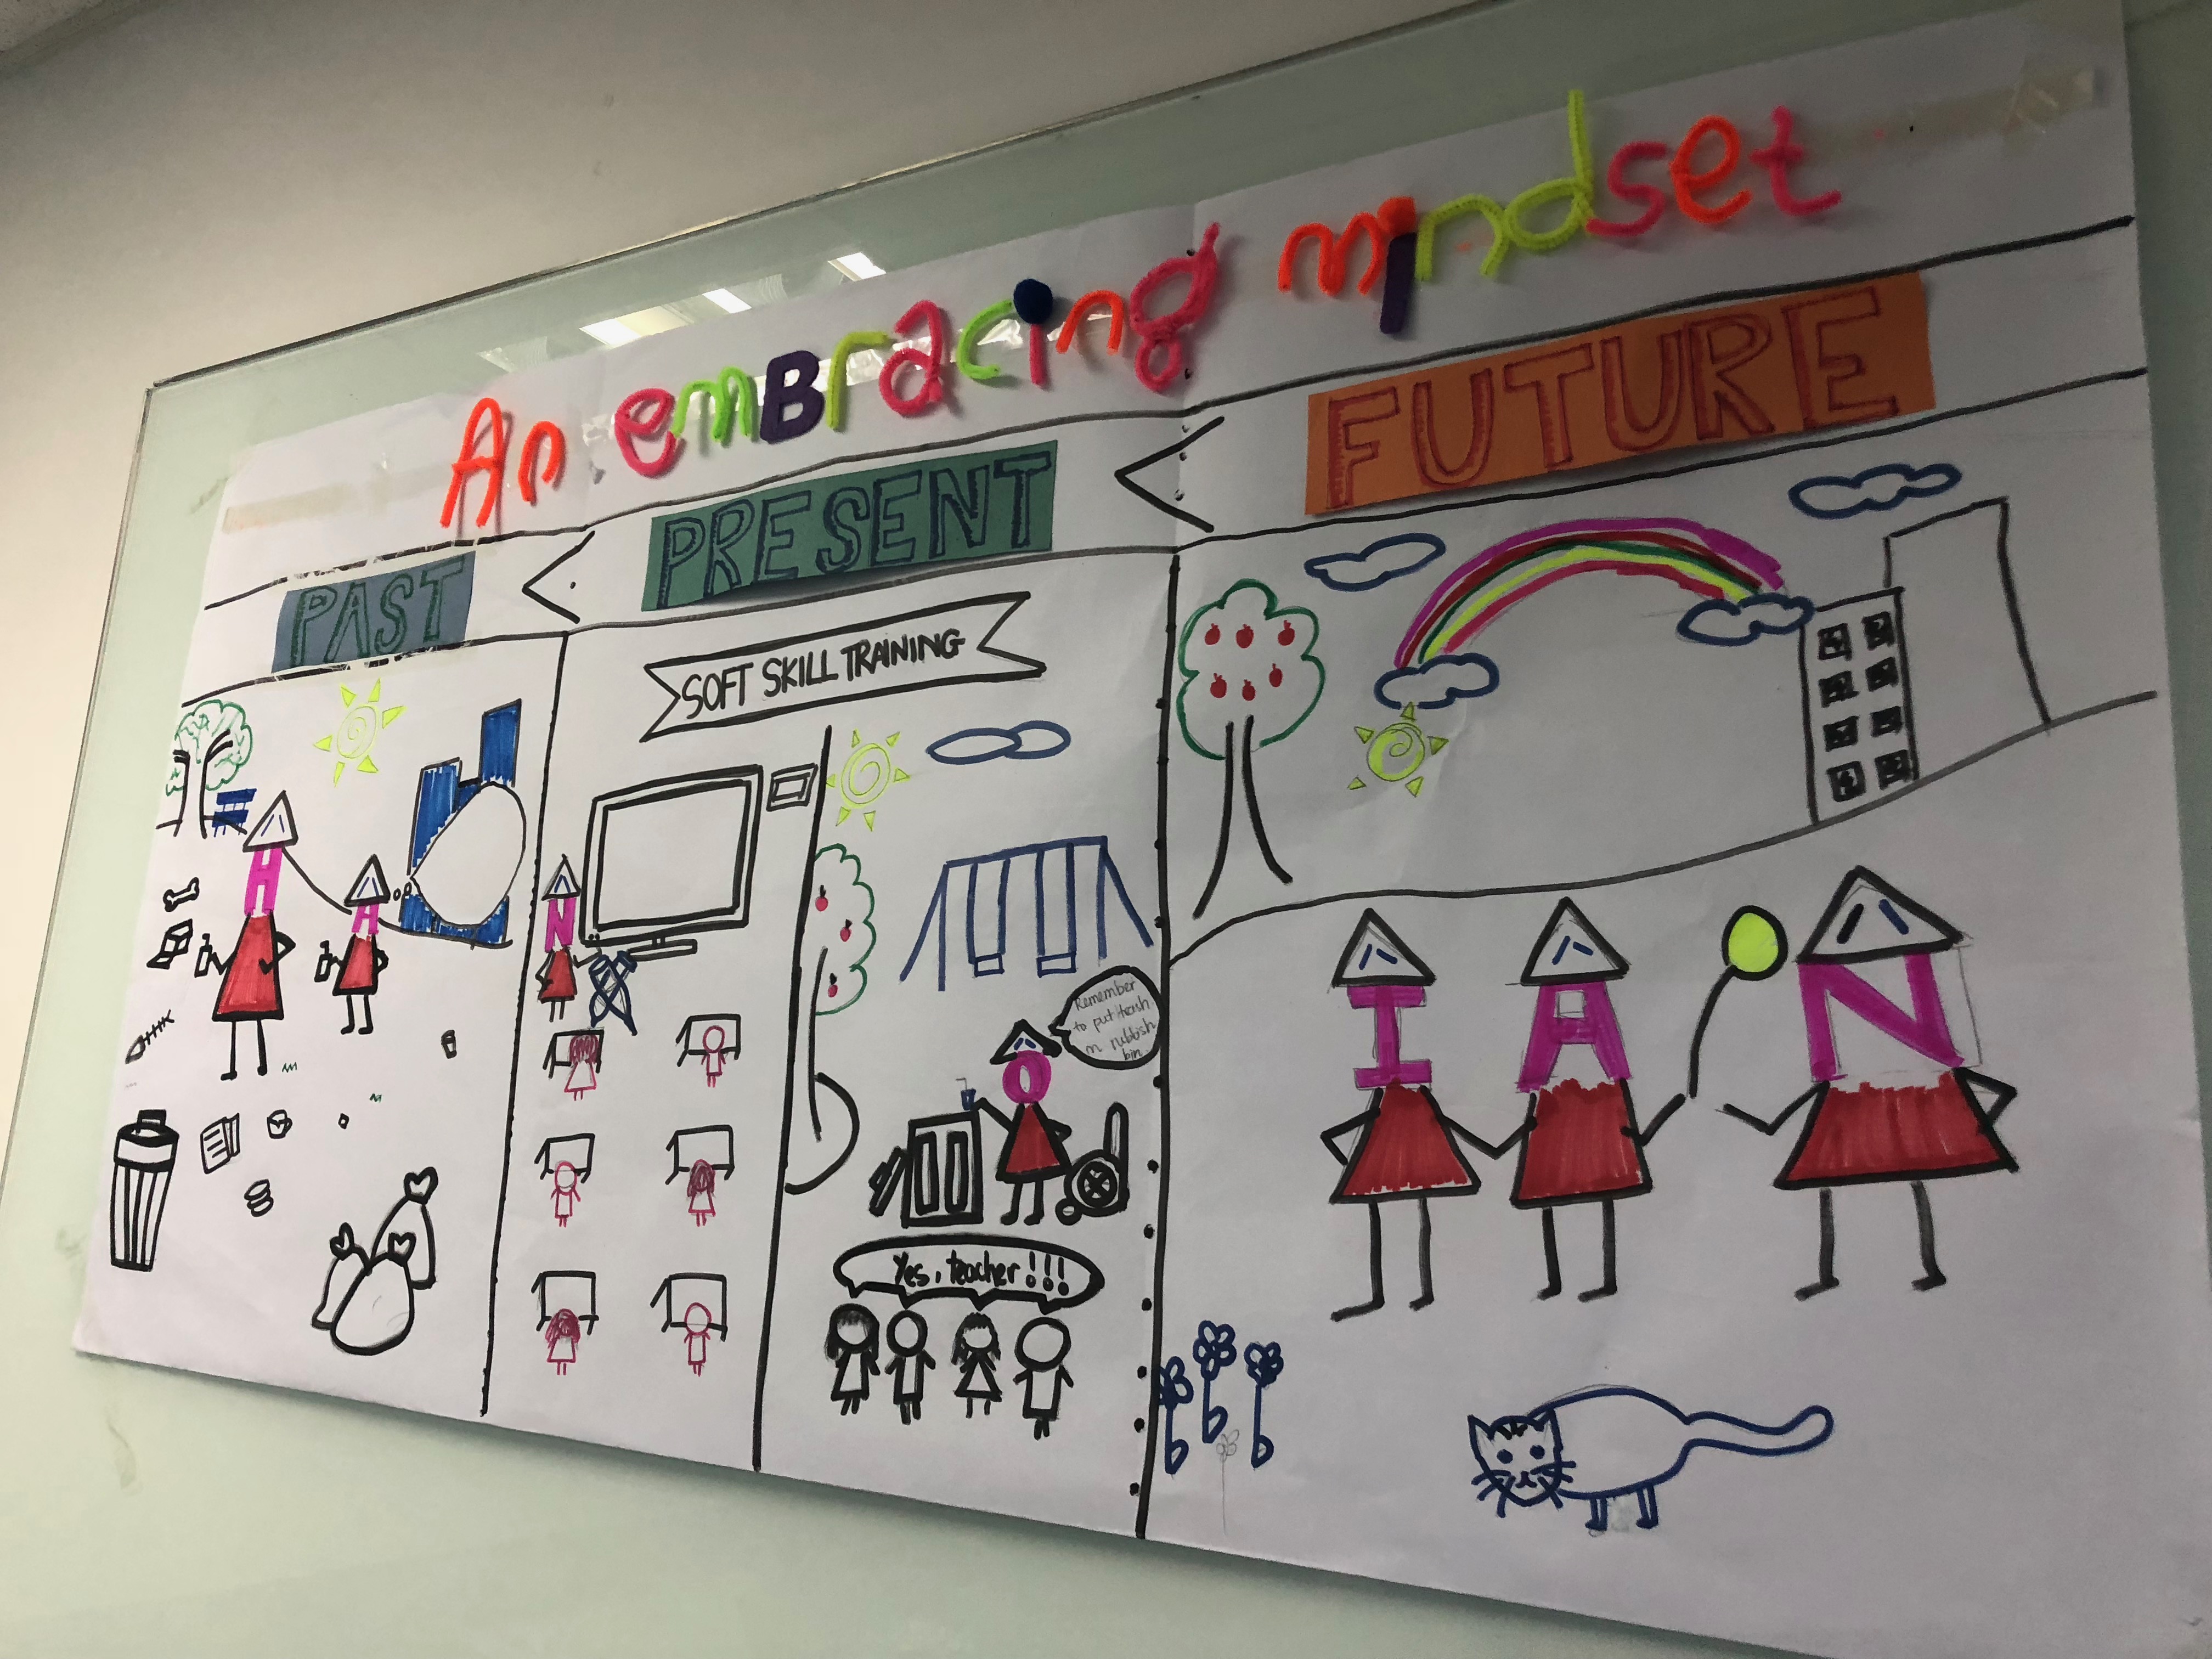 An emBracing mindset
PAST
PRESENT
FUTURE
SOFT SKILL TRAINING
H
A
N
O
Remember
to put trash
in rubbish
bin
Yes, teacher!!!
I
A
N